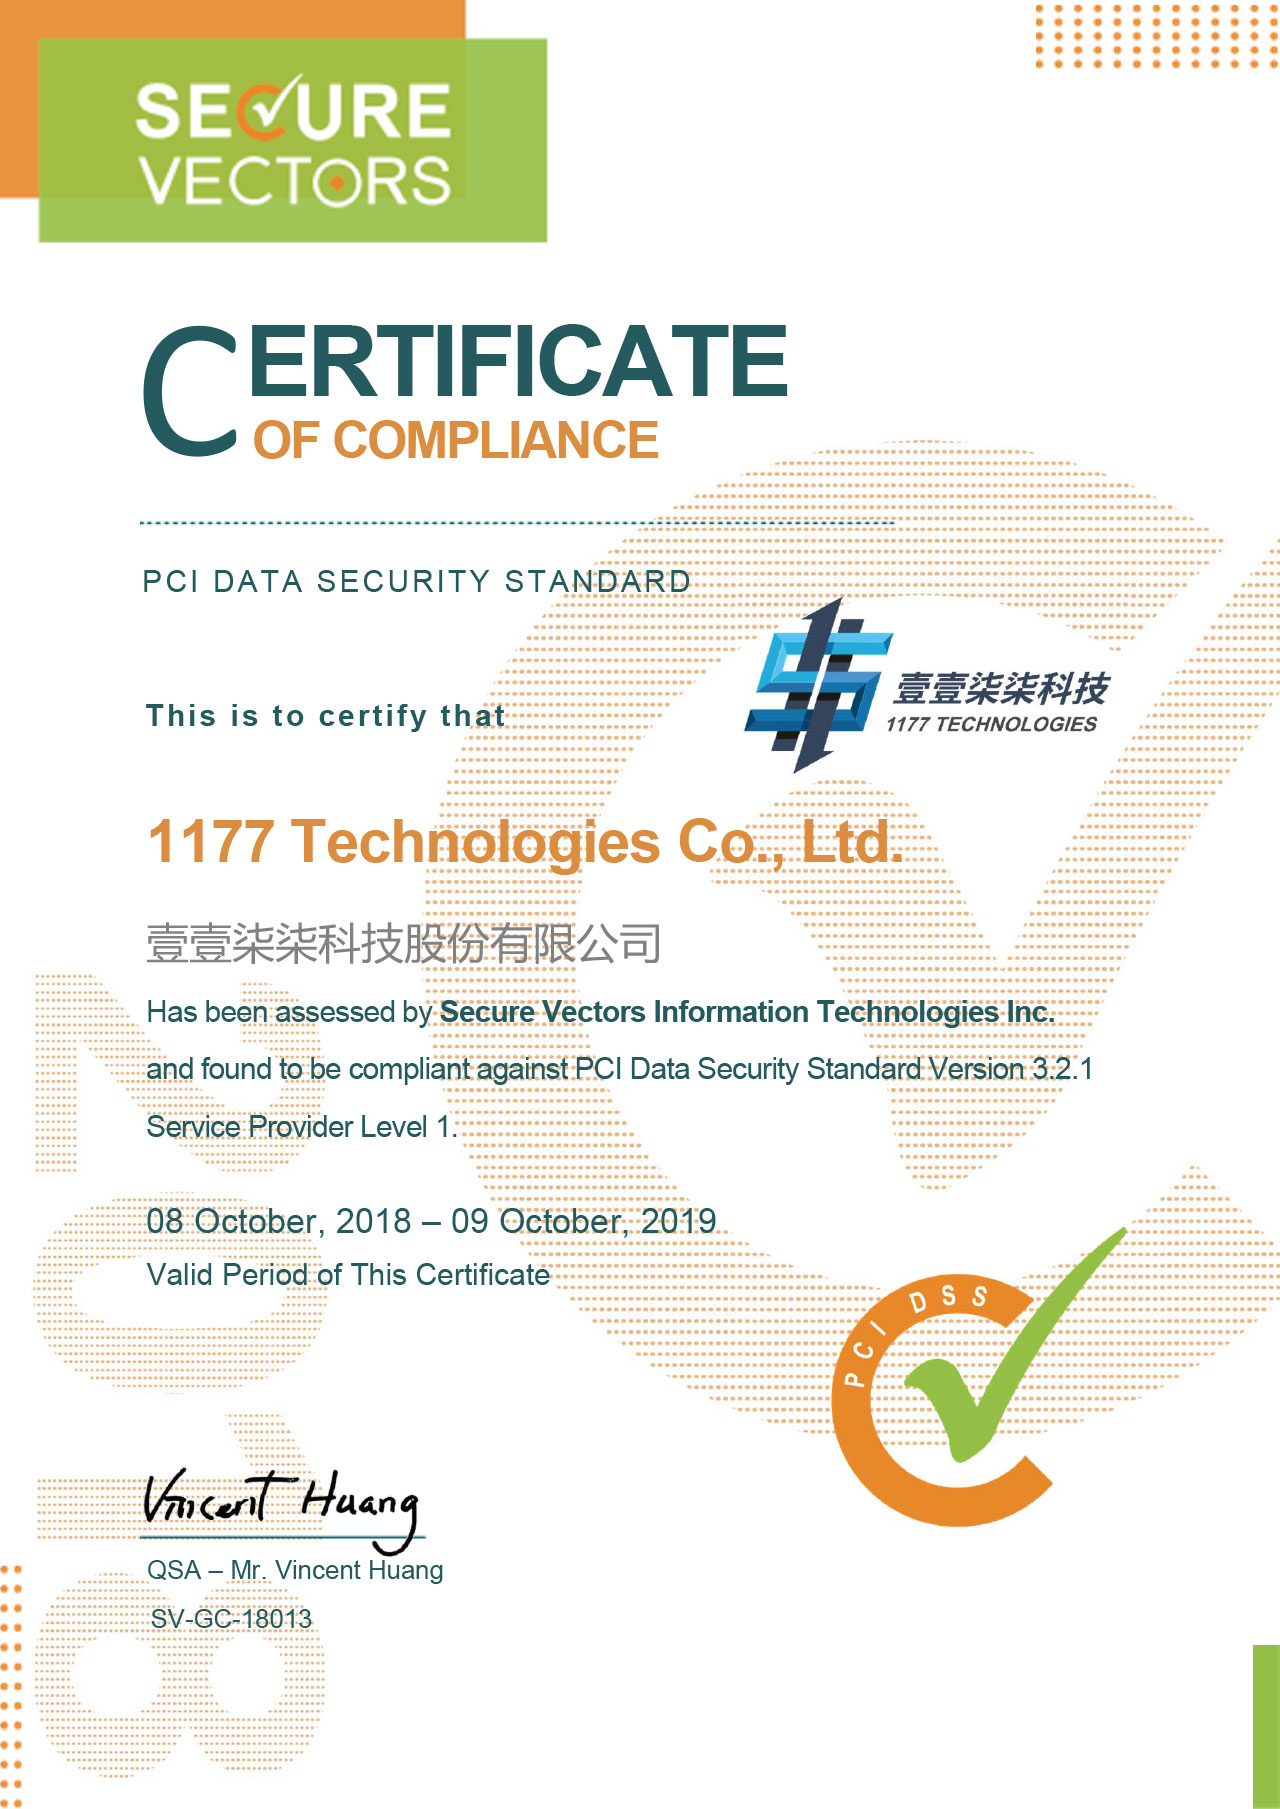 SECURE
VECTORS
CERTIFICATE
OF COMPLIANCE
PCI DATA SECURITY STANDARD
壹壹柒柒科技
1177 TECHNOLOGIES
This is to certify that
1177 Technologies Co., Ltd.
壹壹柒柒科技股份有限公司
Has been assessed by Secure Vectors Information Technologies Inc.
and found to be compliant against PCI Data Security Standard Version 3.2.1
Service Provider Level 1.
08 October, 2018 – 09 October, 2019
Valid Period of This Certificate
PCI DSS
Vincent Huang
QSA – Mr. Vincent Huang
SV-GC-18013
2018